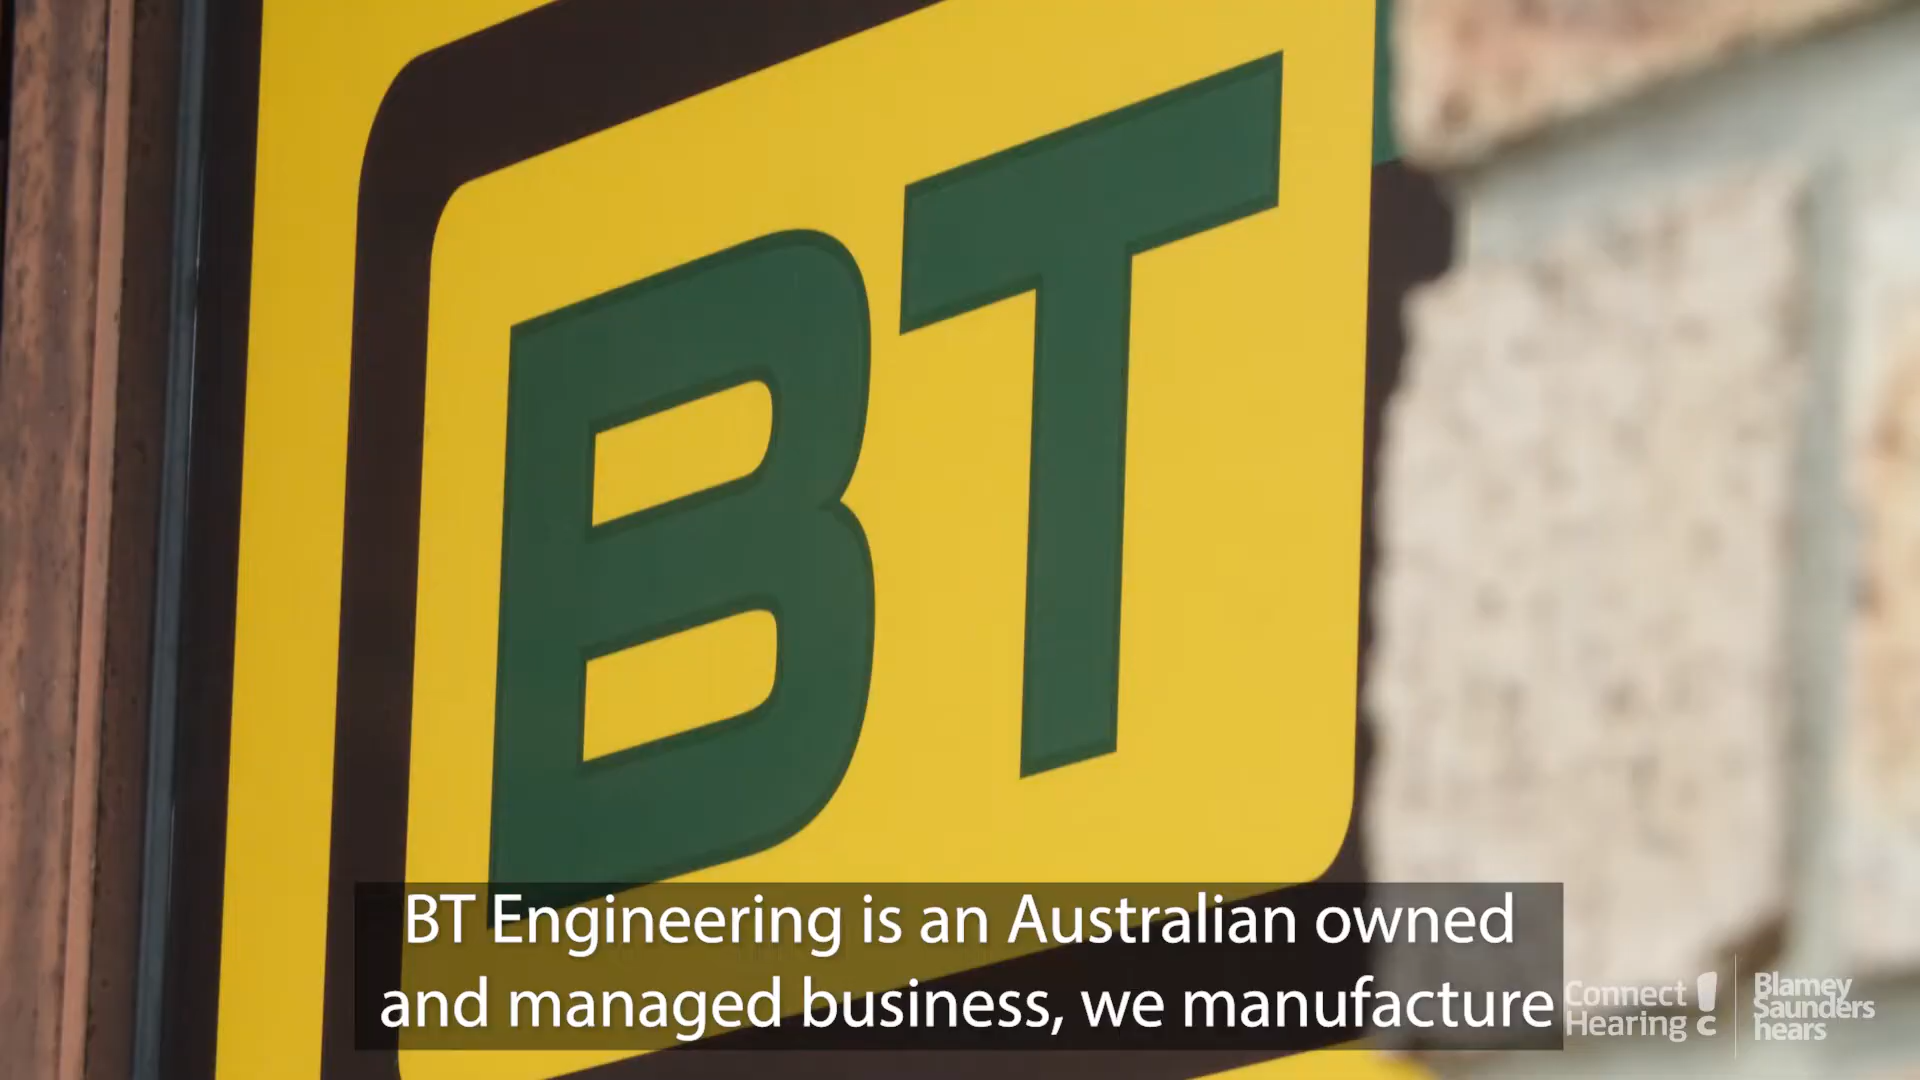 BT
BT Engineering is an Australian owned
and managed business, we manufacture
Connect
Hearing
Blamey
Saunders
hears